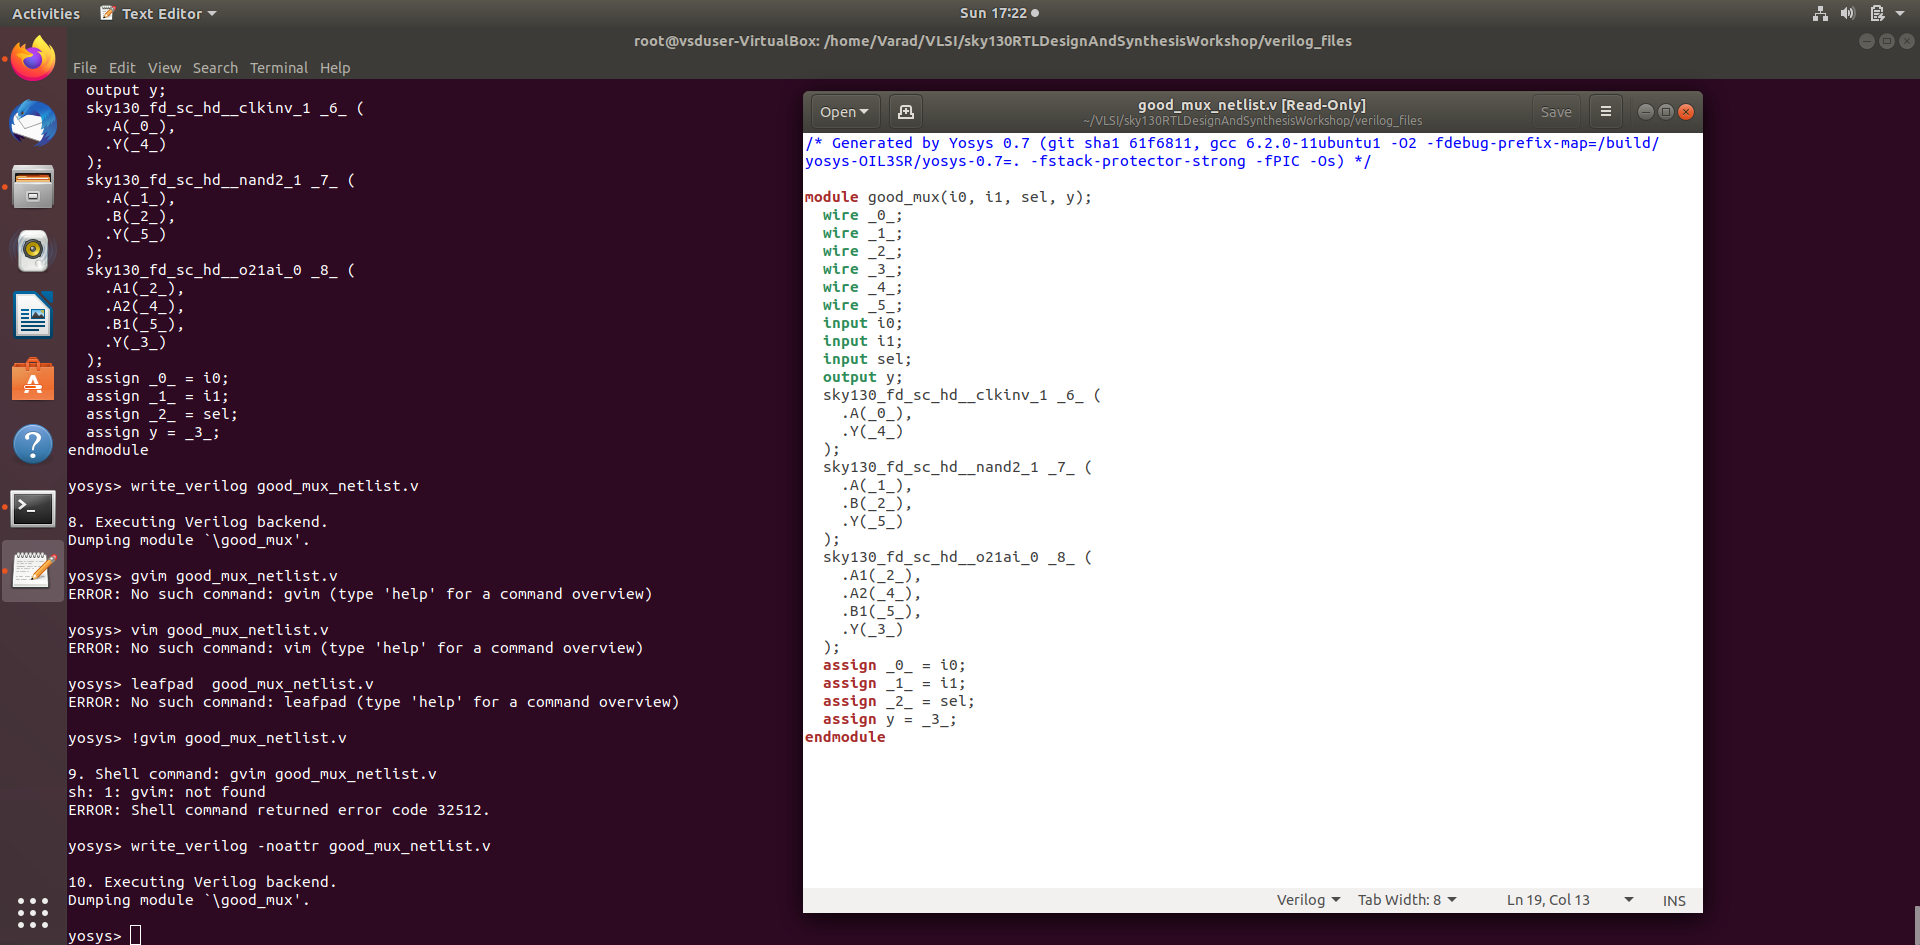 Activities
Text Editor
Sun 17:22
root@vsduser-VirtualBox: /home/Varad/VLSI/sky130RTLDesignAndSynthesisWorkshop/verilog_files
File Edit View Search Terminal Help
  output y;
  sky130_fd_sc_hd__clkinv_1 _6_ (
    .A(_0_),
    .Y(_4_)
  );
  sky130_fd_sc_hd__nand2_1 _7_ (
    .A(_1_),
    .B(_2_),
    .Y(_5_)
  );
  sky130_fd_sc_hd__o21ai_0 _8_ (
    .A1(_2_),
    .A2(_4_),
    .B1(_5_),
    .Y(_3_)
  );
  assign _0_ = i0;
  assign _1_ = i1;
  assign _2_ = sel;
  assign y = _3_;
endmodule
yosys> write_verilog good_mux_netlist.v
8. Executing Verilog backend.
Dumping module `\good_mux'.
yosys> gvim good_mux_netlist.v
ERROR: No such command: gvim (type 'help' for a command overview)
yosys> vim good_mux_netlist.v
ERROR: No such command: vim (type 'help' for a command overview)
yosys> leafpad  good_mux_netlist.v
ERROR: No such command: leafpad (type 'help' for a command overview)
yosys> !gvim good_mux_netlist.v
9. Shell command: gvim good_mux_netlist.v
sh: 1: gvim: not found
ERROR: Shell command returned error code 32512.
yosys> write_verilog -noattr good_mux_netlist.v
10. Executing Verilog backend.
Dumping module `\good_mux'.
yosys>
Open
good_mux_netlist.v [Read-Only]
~/VLSI/sky130RTLDesignAndSynthesisWorkshop/verilog_files
Save
/* Generated by Yosys 0.7 (git sha1 61f6811, gcc 6.2.0-11ubuntu1 -O2 -fdebug-prefix-map=/build/
yosys-OIL3SR/yosys-0.7=. -fstack-protector-strong -fPIC -Os) */
module good_mux(i0, i1, sel, y);
  wire _0_;
  wire _1_;
  wire _2_;
  wire _3_;
  wire _4_;
  wire _5_;
  input i0;
  input i1;
  input sel;
  output y;
  sky130_fd_sc_hd__clkinv_1 _6_ (
    .A(_0_),
    .Y(_4_)
  );
  sky130_fd_sc_hd__nand2_1 _7_ (
    .A(_1_),
    .B(_2_),
    .Y(_5_)
  );
  sky130_fd_sc_hd__o21ai_0 _8_ (
    .A1(_2_),
    .A2(_4_),
    .B1(_5_),
    .Y(_3_)
  );
  assign _0_ = i0;
  assign _1_ = i1;
  assign _2_ = sel;
  assign y = _3_;
endmodule
Verilog Tab Width: 8 Ln 19, Col 13 INS